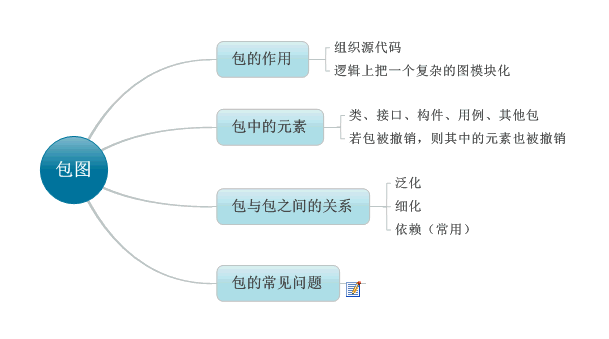 包图
包的作用
组织源代码
逻辑上把一个复杂的图模块化
包中的元素
类、接口、构件、用例、其他包
若包被撤销，则其中的元素也被撤销
包与包之间的关系
泛化
细化
依赖（常用）
包的常见问题